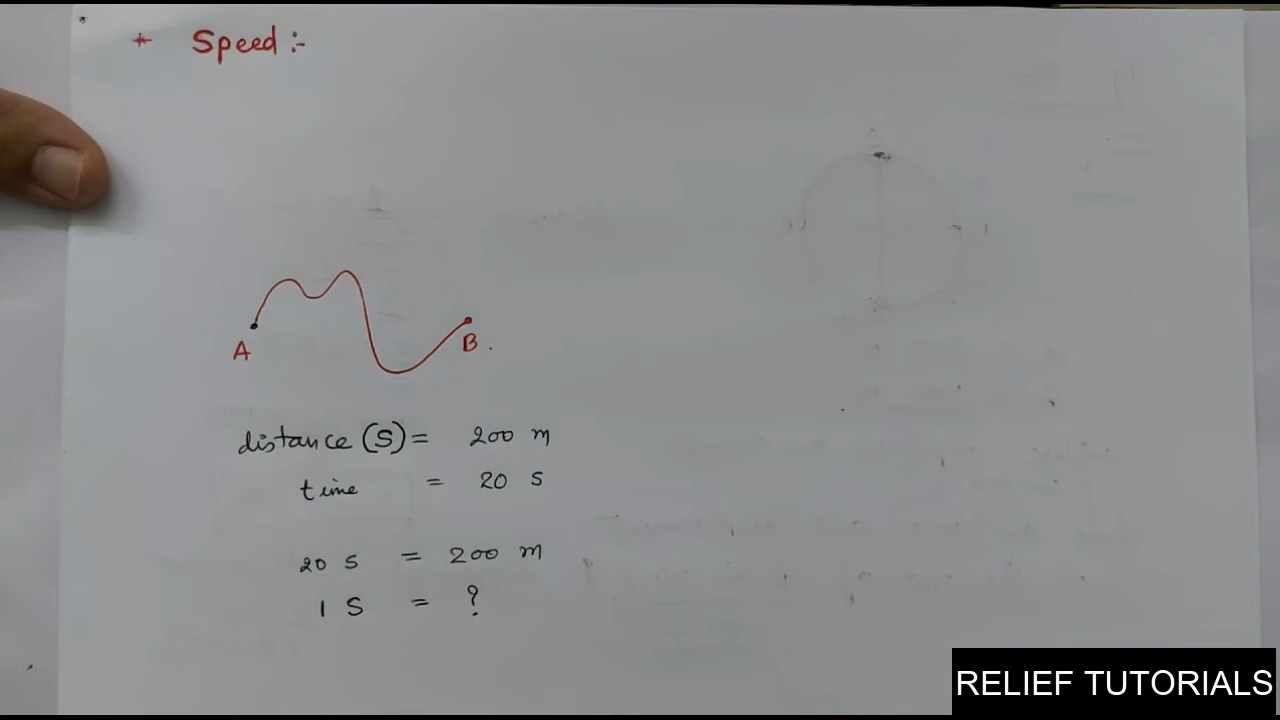 * Speed :-
A
B .
distance (S) = 200 m
time = 20 s
20 s = 200 m
1 S = ?
RELIEF TUTORIALS